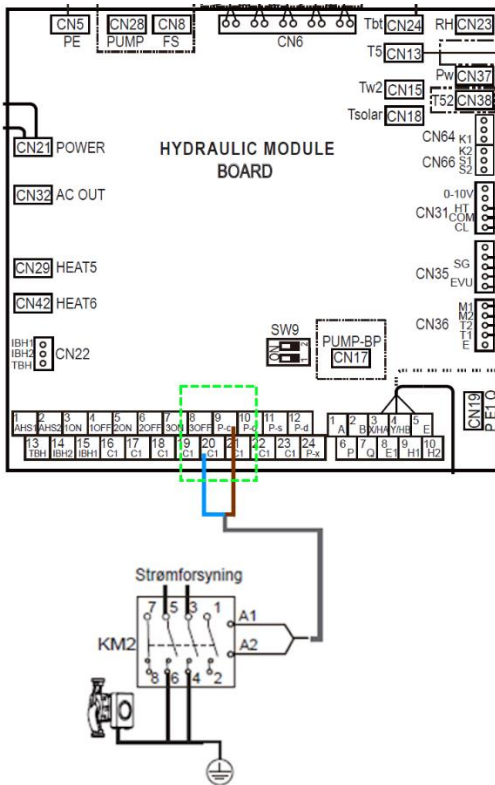 CN5 CN28 CN8 Tbt CN24 RH CN23
PE PUMP FS CN6 T5 CN13
Pw CN37
Tw2 CN15 T52 CN38
Tsolar CN18
CN64 K1
CN21 POWER HYDRAULIC MODULE
BOARD
K2
CN66 S1
S2
CN32 AC OUT
0-10V
CN31 HT
COM
CL
CN29 HEAT5
SG
CN35
EVU
CN42 HEAT6
M1
M2
CN36 T2
T1
E
SW9 PUMP-BP
ON 2 1 CN17
IBH1
IBH2 CN22
TBH
CN19 P E
1 2 3 4 5 6 7 8 9 10 11 12
AHS1 AHS2 1ON 1OFF 2ON 2OFF 3ON 3OFF P-c P-c P-s P-d
13 14 15 16 17 18 19 20 21 22 23 24
TBH IBH2 IBH1 C1 C1 C1 C1 C1 C1 C1 C1 P-x
1 2 3 4 5
A B X/HA Y/HB E
6 7 8 9 10
P Q E1 H1 H2
Strømforsyning
7 5 3 1
A1
KM2 A2
8 6 4 2